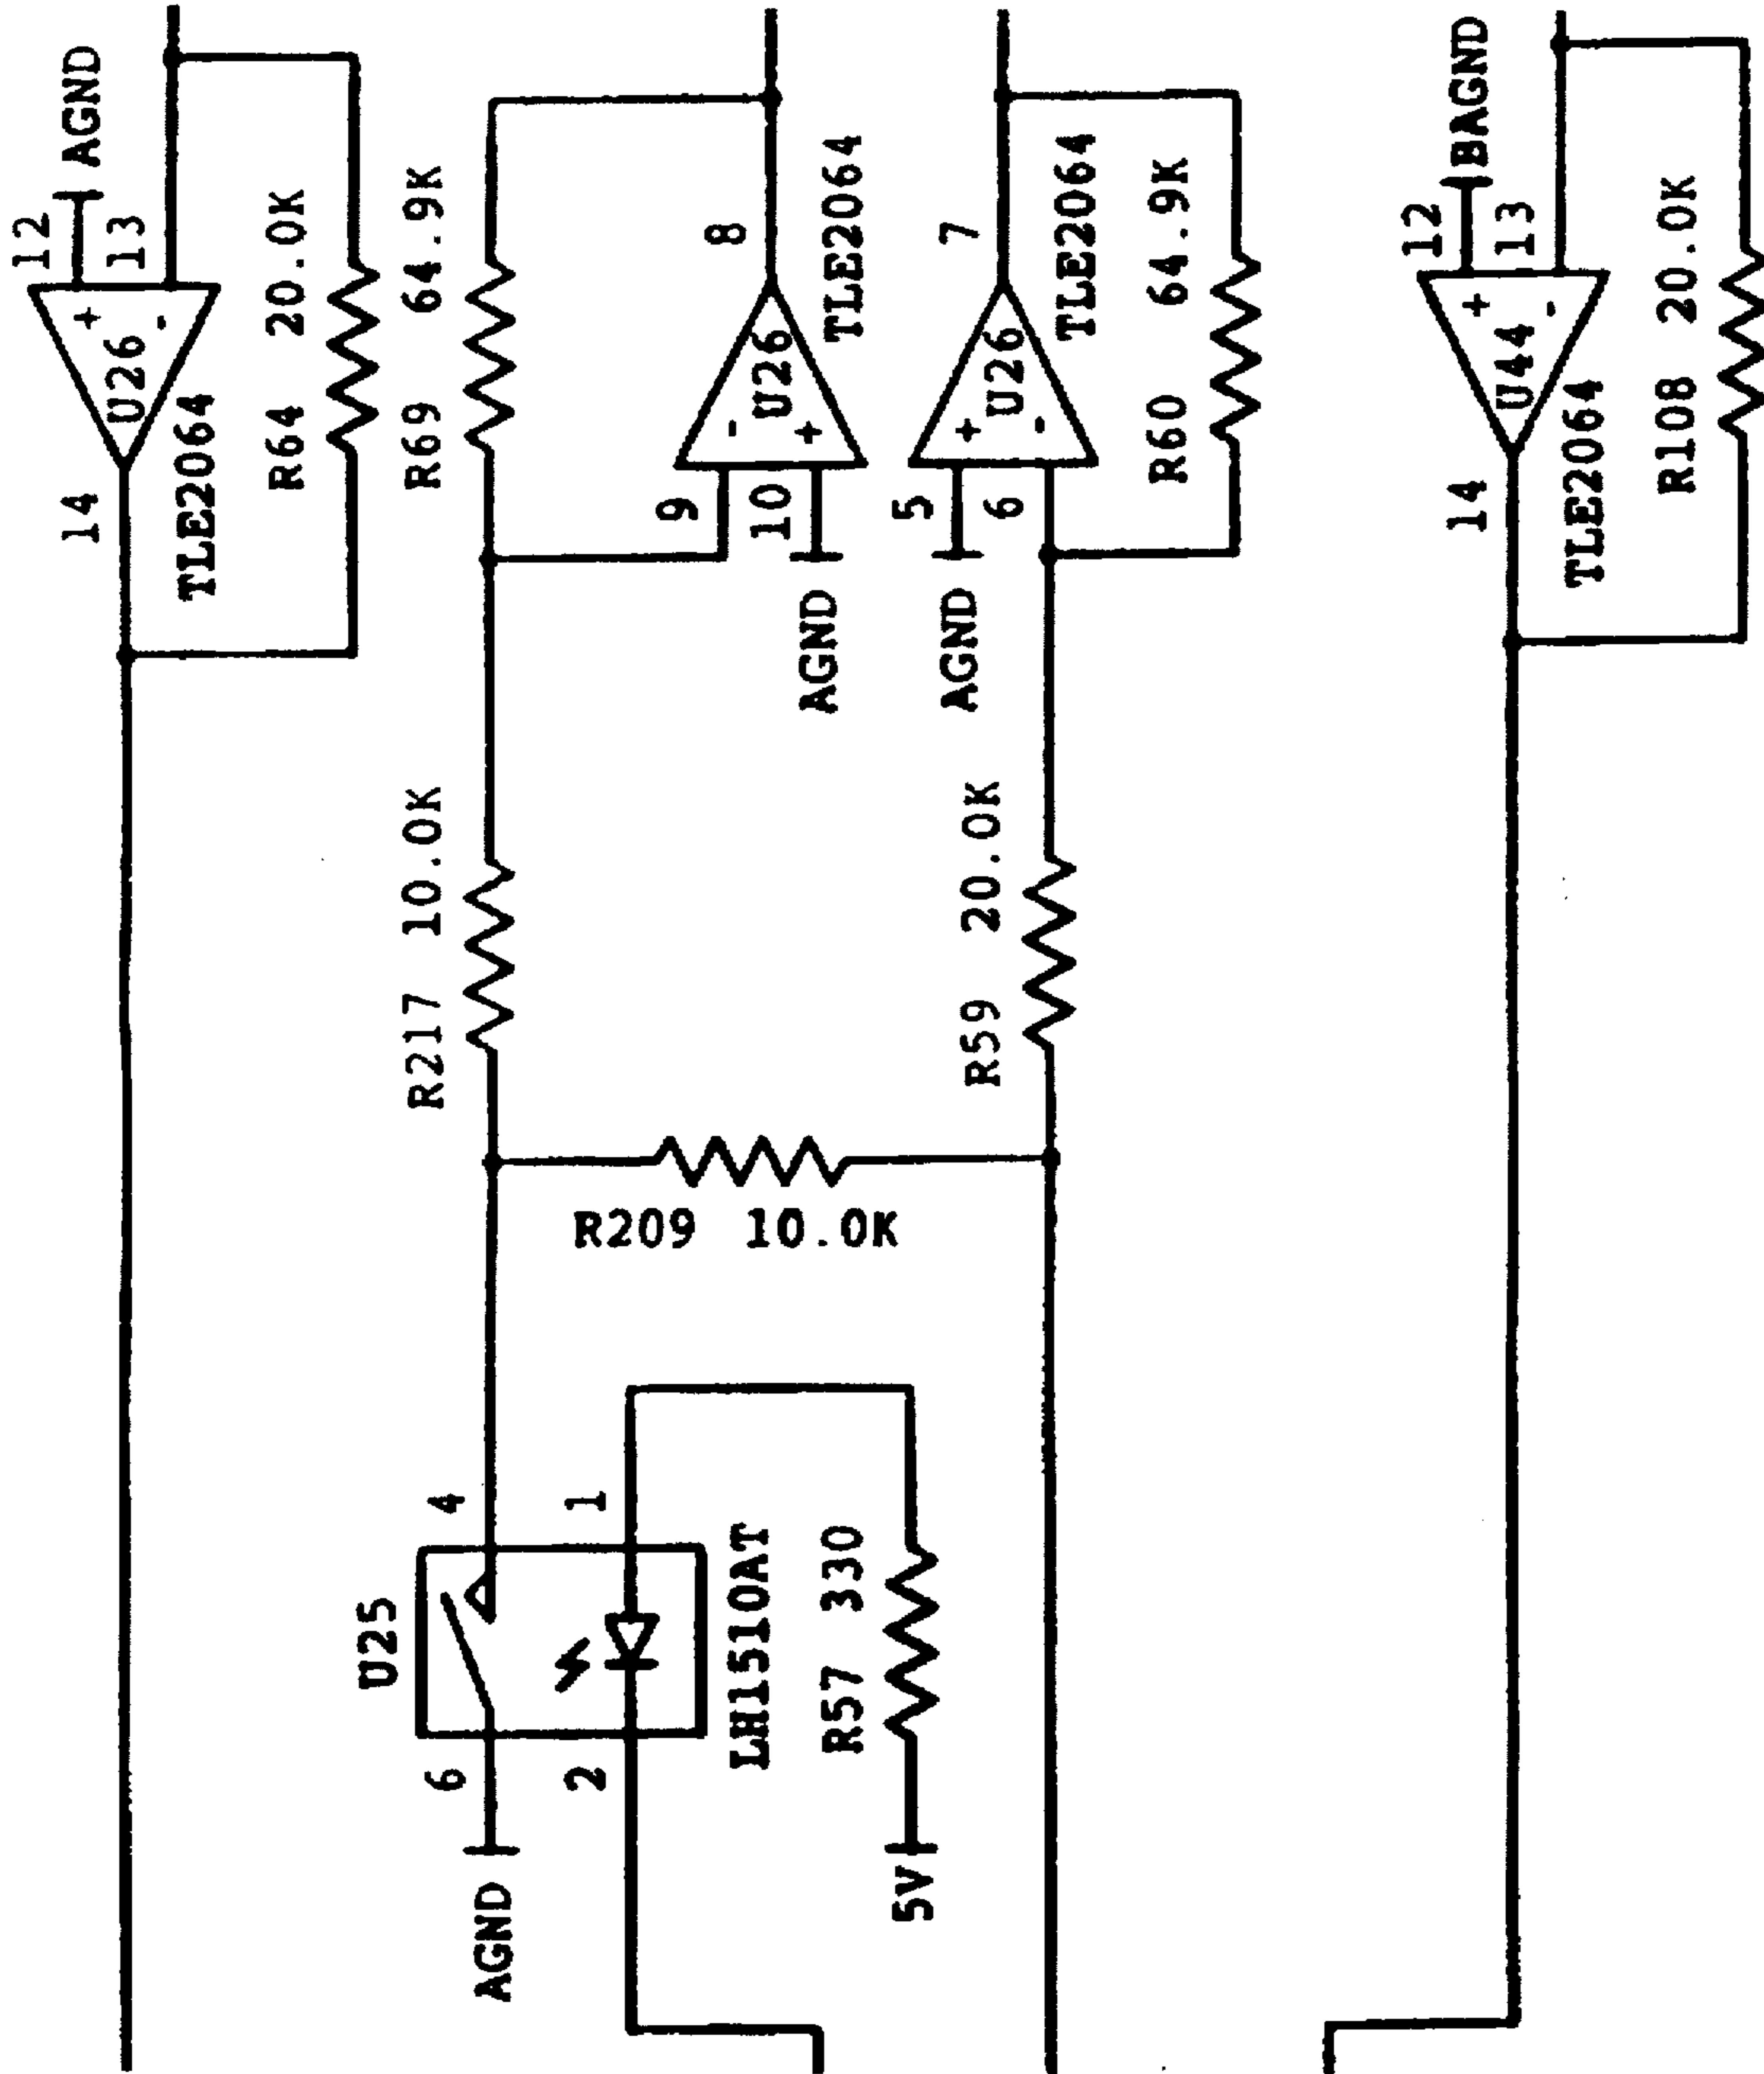 AGND
12
13
+
-
U26
14
TLE2064
R64 20.0K
R69 64.9K
8
TLE2064
-
+
U26
9
10
AGND
7
TLE2064
+
-
U26
5
6
AGND
R60 64.9K
BAGND
12
13
+
-
U44
14
TLE2064
R108 20.0K
R217 10.0K
R59 20.0K
R209 10.0K
U25
4
1
6
2
LH1510AT
AGND
R57 330
5V